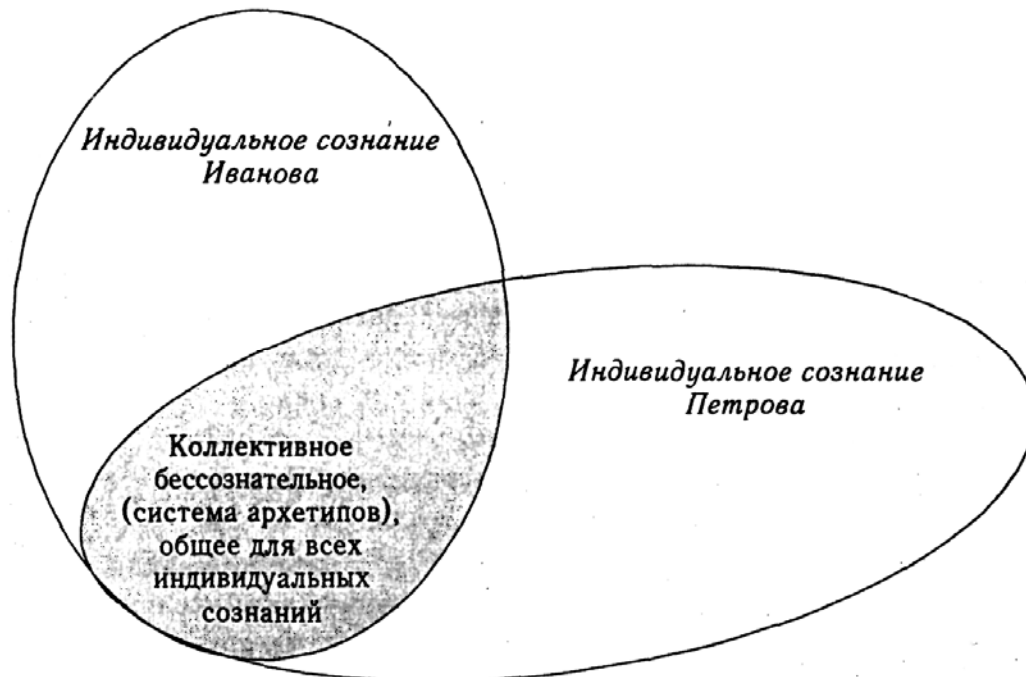 Индивидуальное сознание
Иванова
Индивидуальное сознание
Петрова
Коллективное
бессознательное,
(система архетипов),
общее для всех
индивидуальных
сознаний